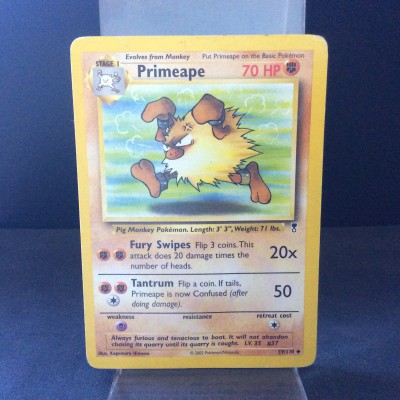 Evolves from Mankey Put Primeape on the Basic Pokémon
STAGE 1
Primeape 70 HP
Pig Monkey Pokémon. Length: 3' 3", Weight: 71 lbs.
Fury Swipes Flip 3 coins. This
attack does 20 damage times the
number of heads.
20x
Tantrum Flip a coin. If tails,
Primeape is now Confused (after
doing damage).
50
weakness resistance retreat cost
Always furious and tenacious to boot. It will not abandon
chasing its quarry until its quarry is caught. LV. 35 #57
Illus. Kagemaru Himeno